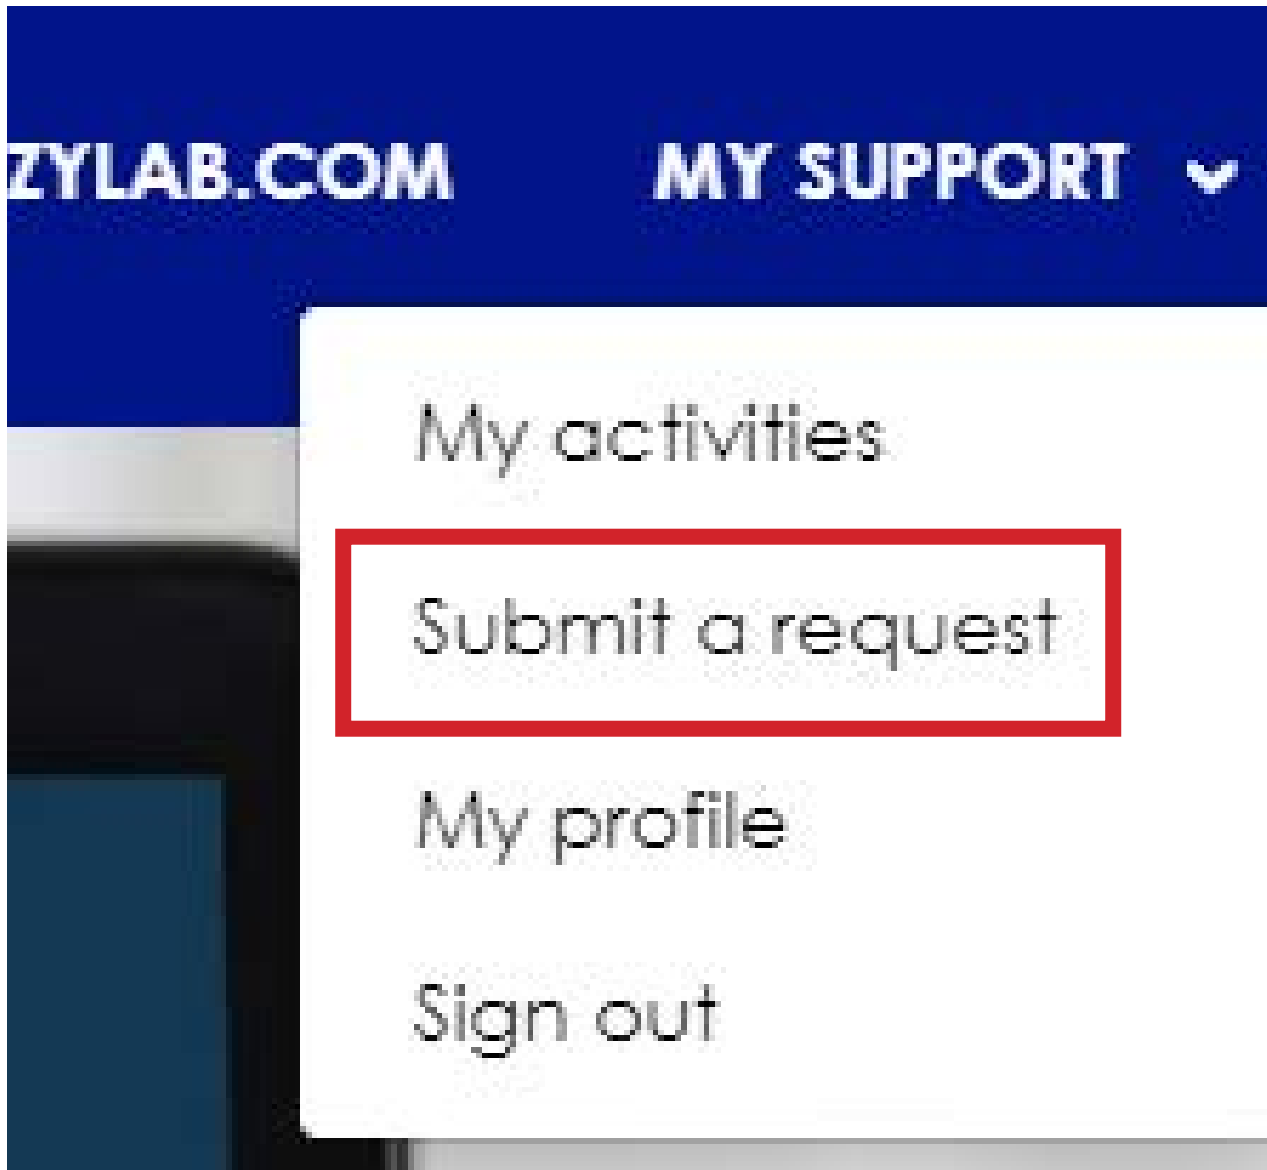 ZYLAB.COM MY SUPPORT
My activities
Submit a request
My profile
Sign out